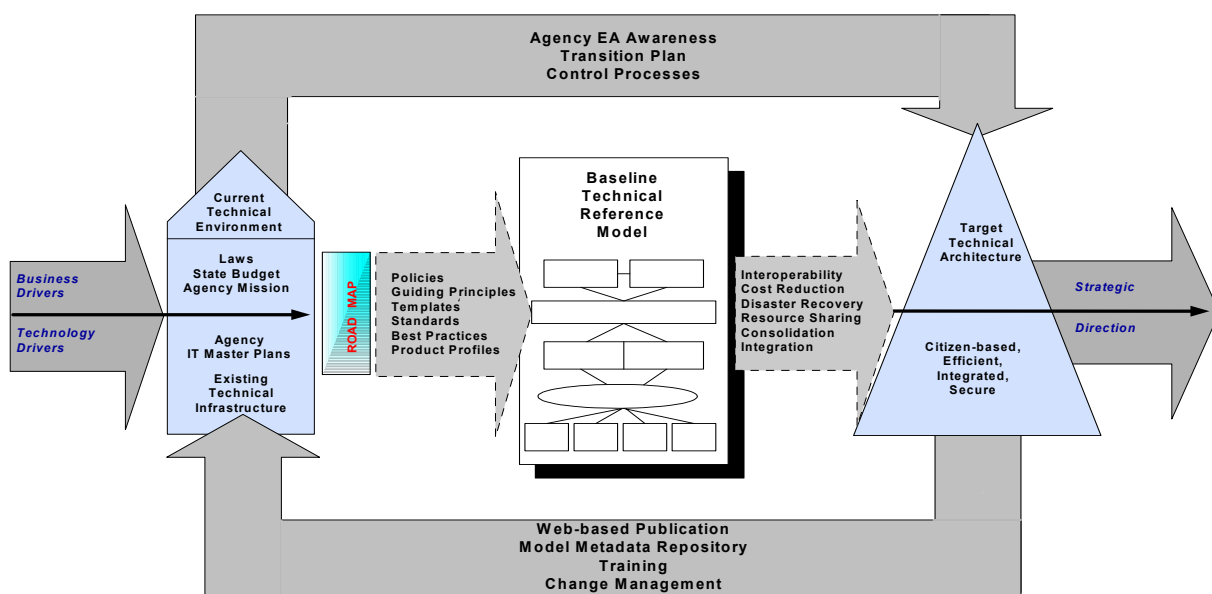 Agency EA Awareness
Transition Plan
Control Processes
Business
Drivers
Technology
Drivers
Current
Technical
Environment
Laws
State Budget
Agency Mission
Agency
IT Master Plans
Existing
Technical
Infrastructure
ROAD MAP
Policies
Guiding Principles
Templates
Standards
Best Practices
Product Profiles
Baseline
Technical
Reference
Model
Interoperability
Cost Reduction
Disaster Recovery
Resource Sharing
Consolidation
Integration
Target
Technical
Architecture
Citizen-based,
Efficient,
Integrated,
Secure
Strategic
Direction
Web-based Publication
Model Metadata Repository
Training
Change Management